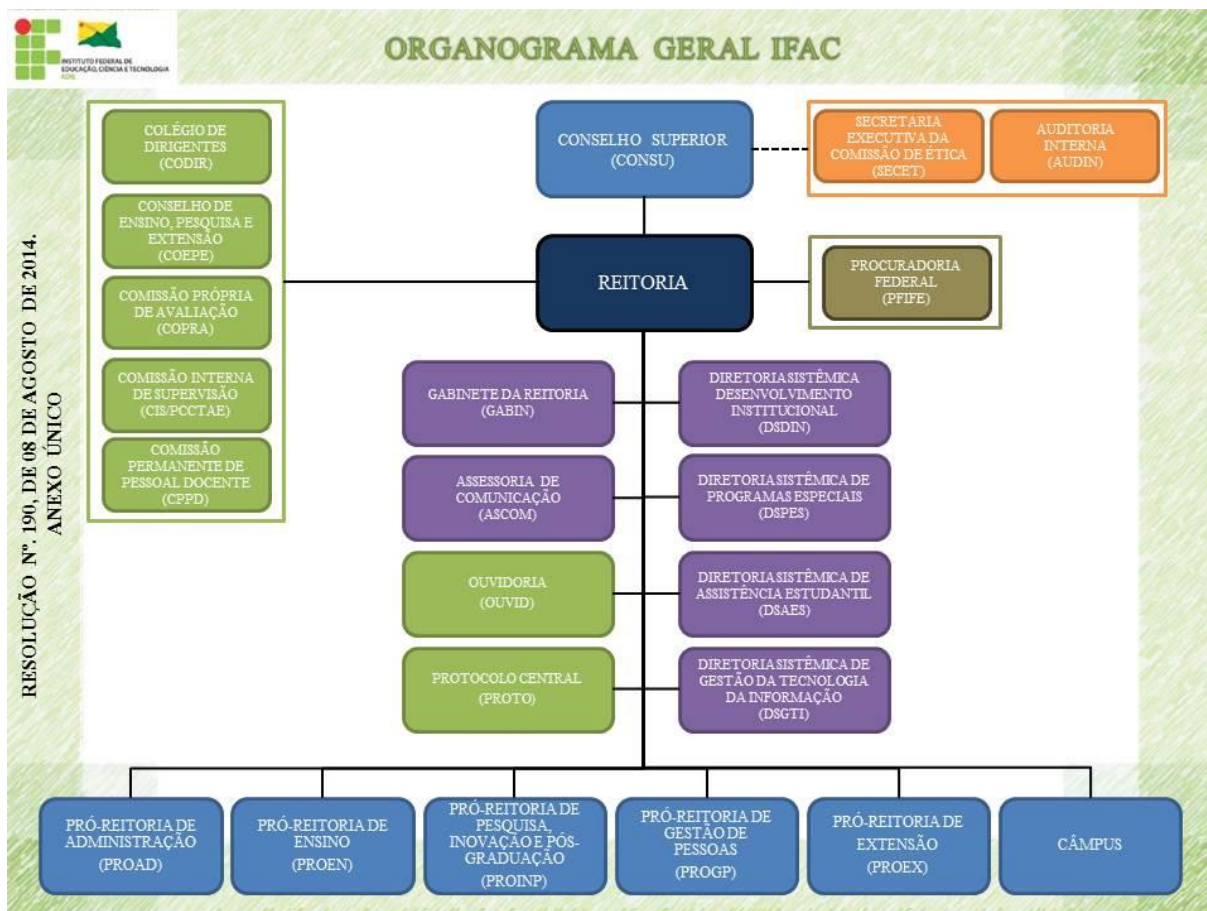 INSTITUTO FEDERAL DE
EDUCAÇÃO, CIÊNCIA E TECNOLOGIA
ACRE
ORGANOGRAMA GERAL IFAC
RESOLUÇÃO Nº. 190, DE 08 DE AGOSTO DE 2014.
ANEXO ÚNICO
COLÉGIO DE
DIRIGENTES
(CODIR)
CONSELHO DE
ENSINO, PESQUISA E
EXTENSÃO
(COEPE)
COMISSÃO PRÓPRIA
DE AVALIAÇÃO
(COPRA)
COMISSÃO INTERNA
DE SUPERVISÃO
(CIS/PCCTAE)
COMISSÃO
PERMANENTE DE
PESSOAL DOCENTE
(CPPD)
CONSELHO SUPERIOR
(CONSU)
SECRETARIA
EXECUTIVA DA
COMISSÃO DE ÉTICA
(SECET)
AUDITORIA
INTERNA
(AUDIN)
REITORIA
PROCURADORIA
FEDERAL
(PFIFE)
GABINETE DA REITORIA
(GABIN)
DIRETORIA SISTÊMICA
DESENVOLVIMENTO
INSTITUCIONAL
(DSDIN)
ASSESSORIA DE
COMUNICAÇÃO
(ASCOM)
DIRETORIA SISTÊMICA DE
PROGRAMAS ESPECIAIS
(DSPES)
OUVIDORIA
(OUVID)
DIRETORIA SISTÊMICA DE
ASSISTÊNCIA ESTUDANTIL
(DSAES)
PROTOCOLO CENTRAL
(PROTO)
DIRETORIA SISTÊMICA DE
GESTÃO DA TECNOLOGIA
DA INFORMAÇÃO
(DSGTI)
PRÓ-REITORIA DE
ADMINISTRAÇÃO
(PROAD)
PRÓ-REITORIA DE
ENSINO
(PROEN)
PRÓ-REITORIA DE
PESQUISA,
INOVAÇÃO E PÓS-
GRADUAÇÃO
(PROINP)
PRÓ-REITORIA DE
GESTÃO DE
PESSOAS
(PROGP)
PRÓ-REITORIA DE
EXTENSÃO
(PROEX)
CÂMPUS